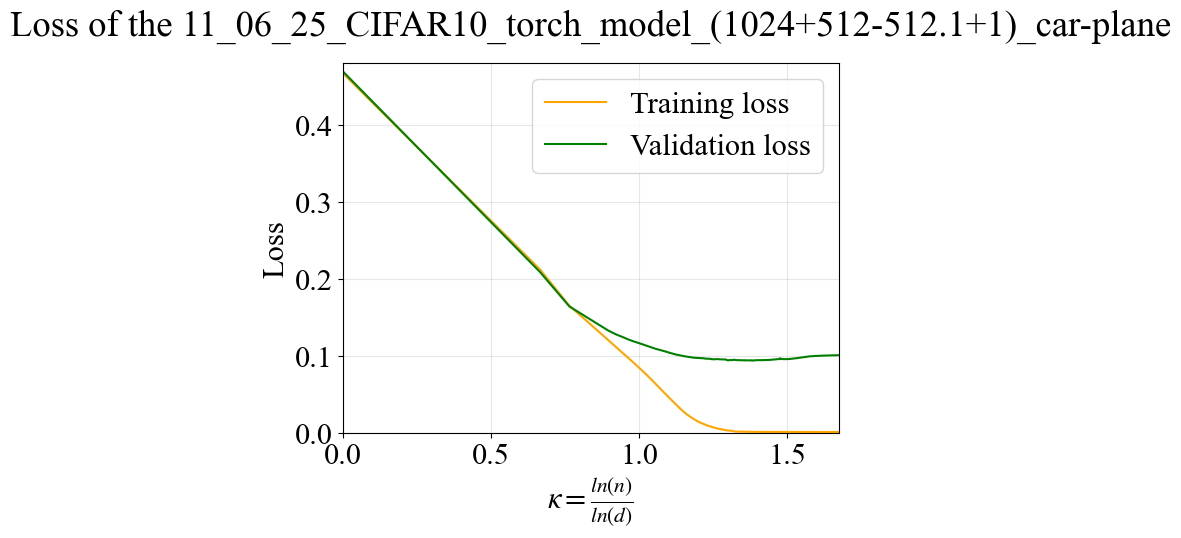 Loss of the 11_06_25_CIFAR10_torch_model_(1024+512-512.1+1)_car-plane
Training loss
Validation loss
Loss
0.4
0.3
0.2
0.1
0.0
0.0 0.5 1.0 1.5
κ = ln(n)/ln(d)